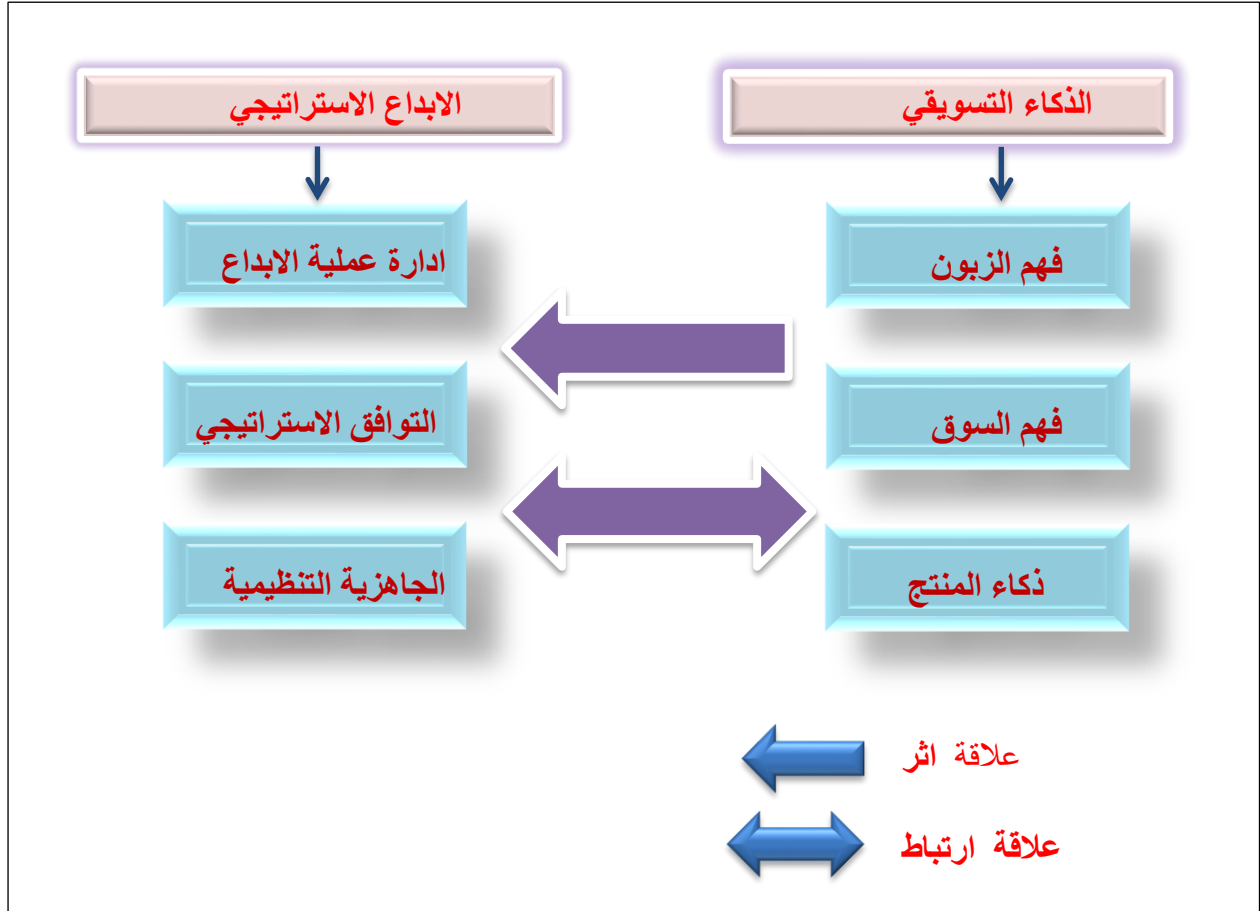 الذكاء التسويقي
الابداع الاستراتيجي
فهم الزبون
ادارة عملية الابداع
فهم السوق
التوافق الاستراتيجي
ذكاء المنتج
الجاهزية التنظيمية
علاقة اثر
علاقة ارتباط